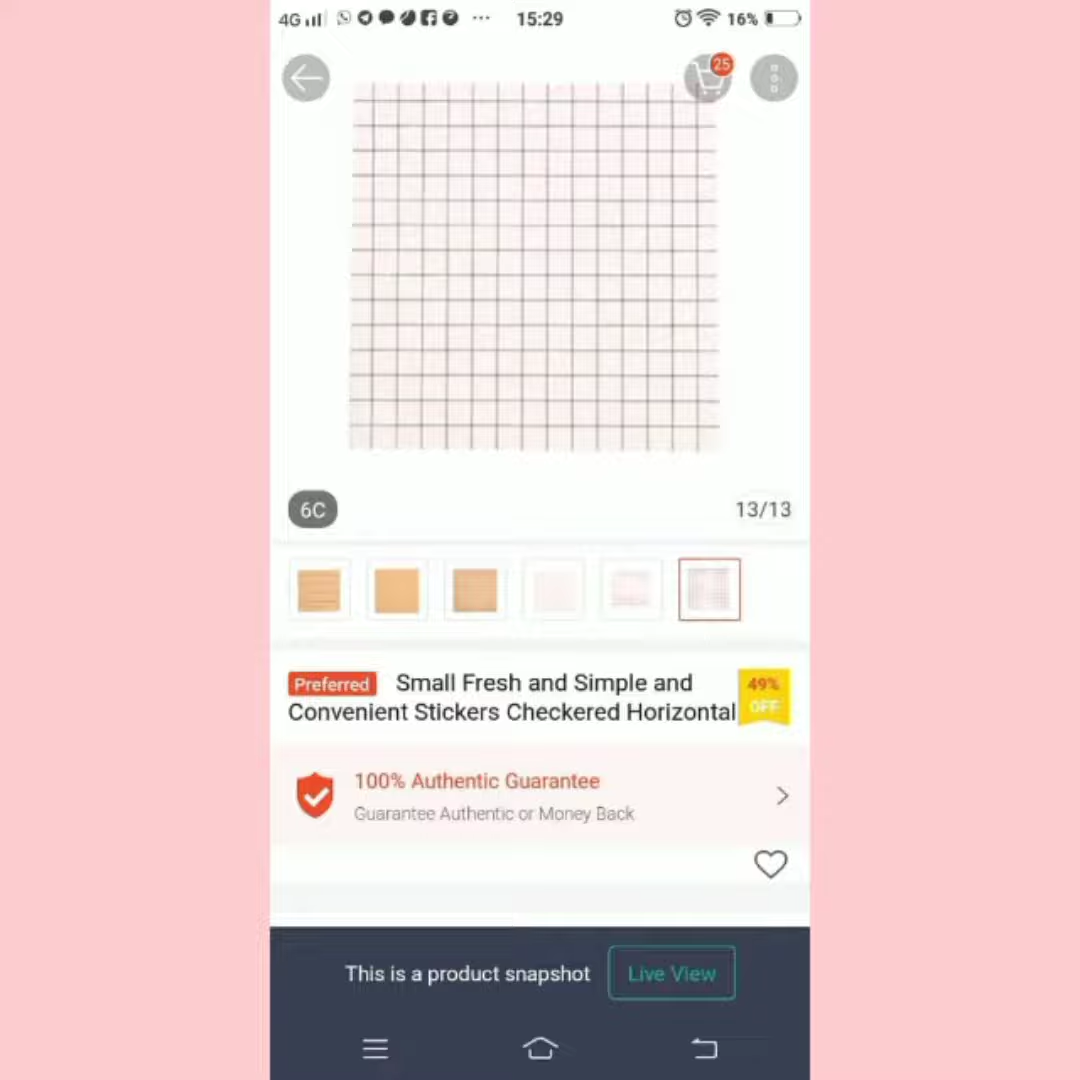 4G 15:29 16%
25
6C 13/13
Preferred Small Fresh and Simple and
Convenient Stickers Checkered Horizontal
49%
OFF
100% Authentic Guarantee
Guarantee Authentic or Money Back
This is a product snapshot Live View